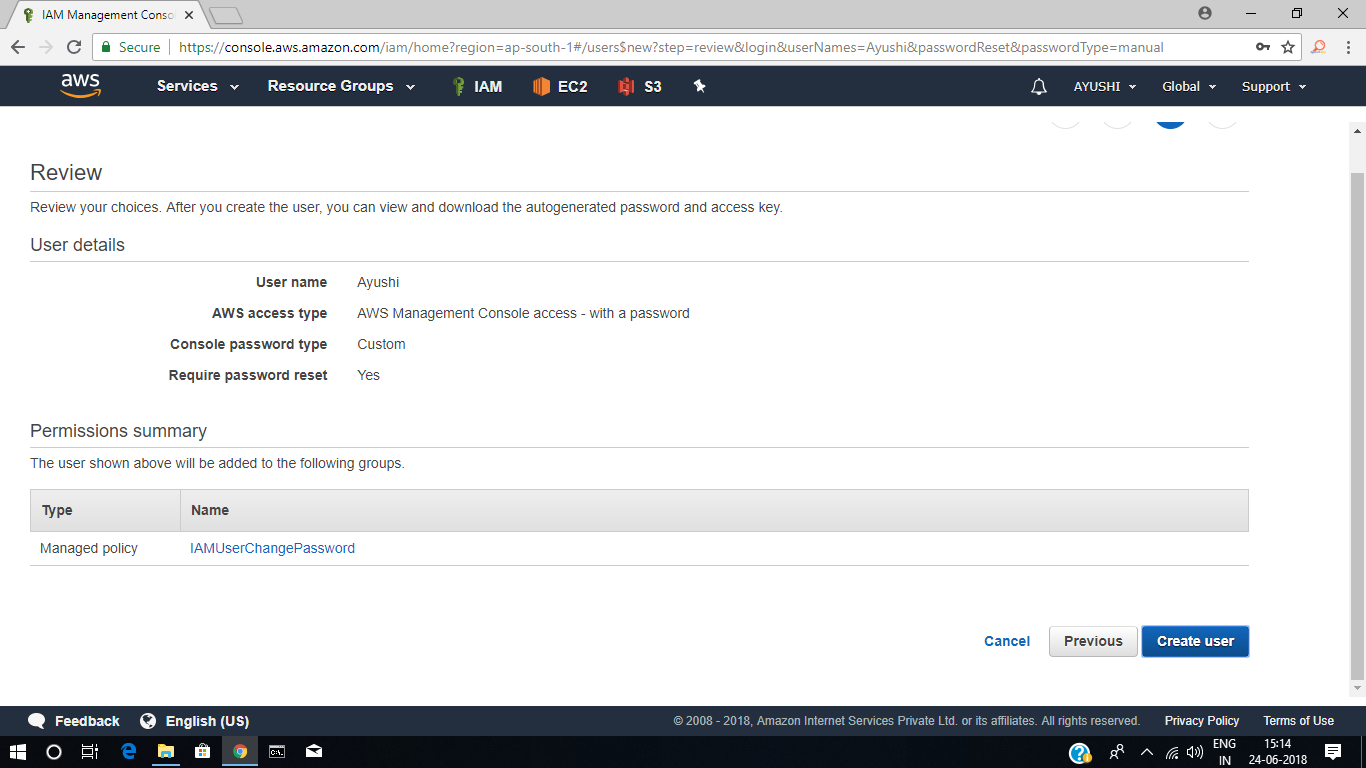 IAM Management Conso
Secure
https://console.aws.amazon.com/iam/home?region=ap-south-1#/users$new?step=review&login&userNames=Ayushi&passwordReset&passwordType=manual
aws
Services
Resource Groups
IAM
EC2
S3
AYUSHI
Global
Support
Review
Review your choices. After you create the user, you can view and download the autogenerated password and access key.
User details
User name Ayushi
AWS access type AWS Management Console access - with a password
Console password type Custom
Require password reset Yes
Permissions summary
The user shown above will be added to the following groups.
Type Name
Managed policy IAMUserChangePassword
Cancel Previous Create user
Feedback English (US) © 2008 - 2018, Amazon Internet Services Private Ltd. or its affiliates. All rights reserved. Privacy Policy Terms of Use
ENG 15:14
IN 24-06-2018